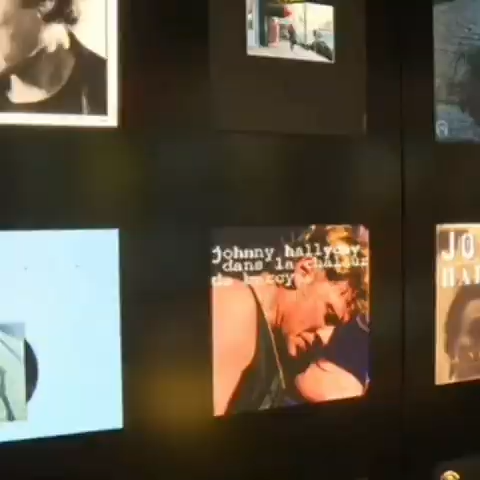 johnny hallyday
dans la chaleur
de bercy
JO
HAL